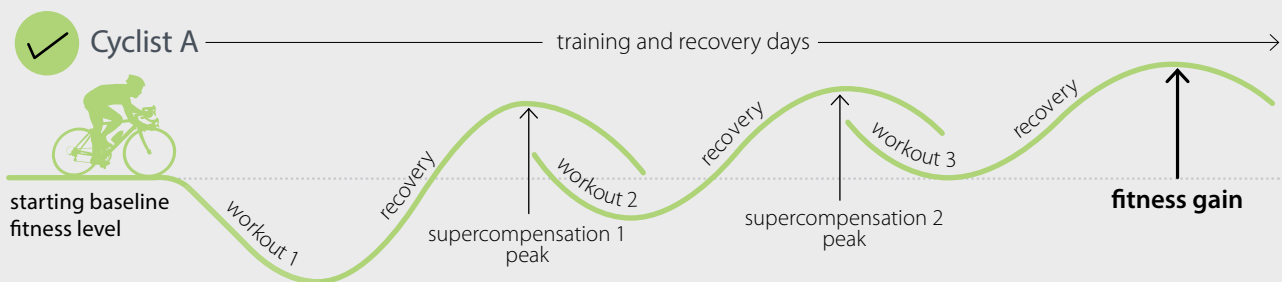 Cyclist A
training and recovery days
starting baseline
fitness level
workout 1
recovery
supercompensation 1
peak
workout 2
recovery
supercompensation 2
peak
workout 3
recovery
fitness gain